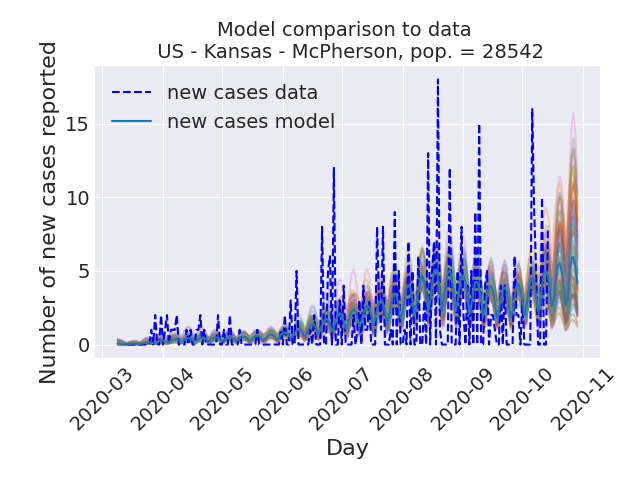 Model comparison to data
US - Kansas - McPherson, pop. = 28542
new cases data
new cases model
Number of new cases reported
15
10
5
0
2020-03
2020-04
2020-05
2020-06
2020-07
2020-08
2020-09
2020-10
2020-11
Day